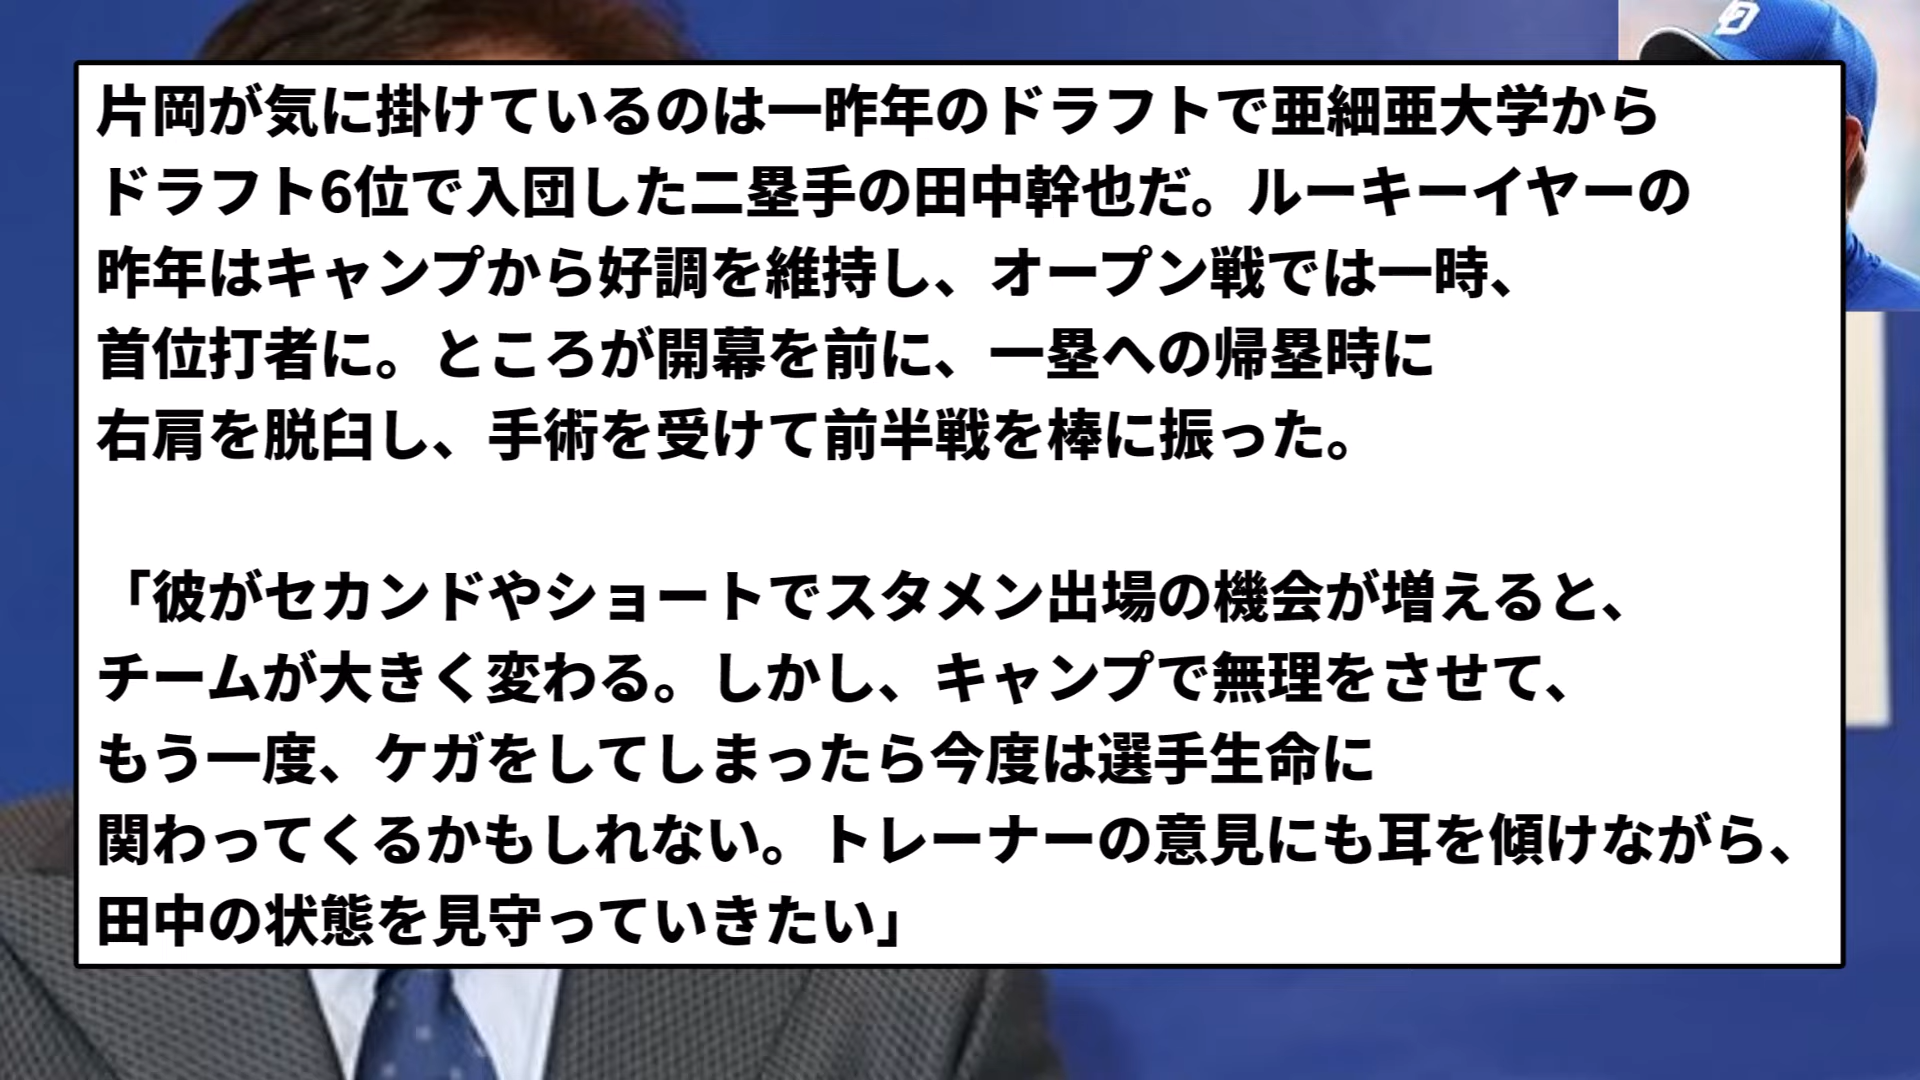 片岡が気に掛けているのは一昨年のドラフトで亜細亜大学から
ドラフト6位で入団した二塁手の田中幹也だ。ルーキーイヤーの
昨年はキャンプから好調を維持し、オープン戦では一時、
首位打者に。ところが開幕を前に、一塁への帰塁時に
右肩を脱臼し、手術を受けて前半戦を棒に振った。
「彼がセカンドやショートでスタメン出場の機会が増えると、
チームが大きく変わる。しかし、キャンプで無理をさせて、
もう一度、ケガをしてしまったら今度は選手生命に
関わってくるかもしれない。トレーナーの意見にも耳を傾けながら、
田中の状態を見守っていきたい」